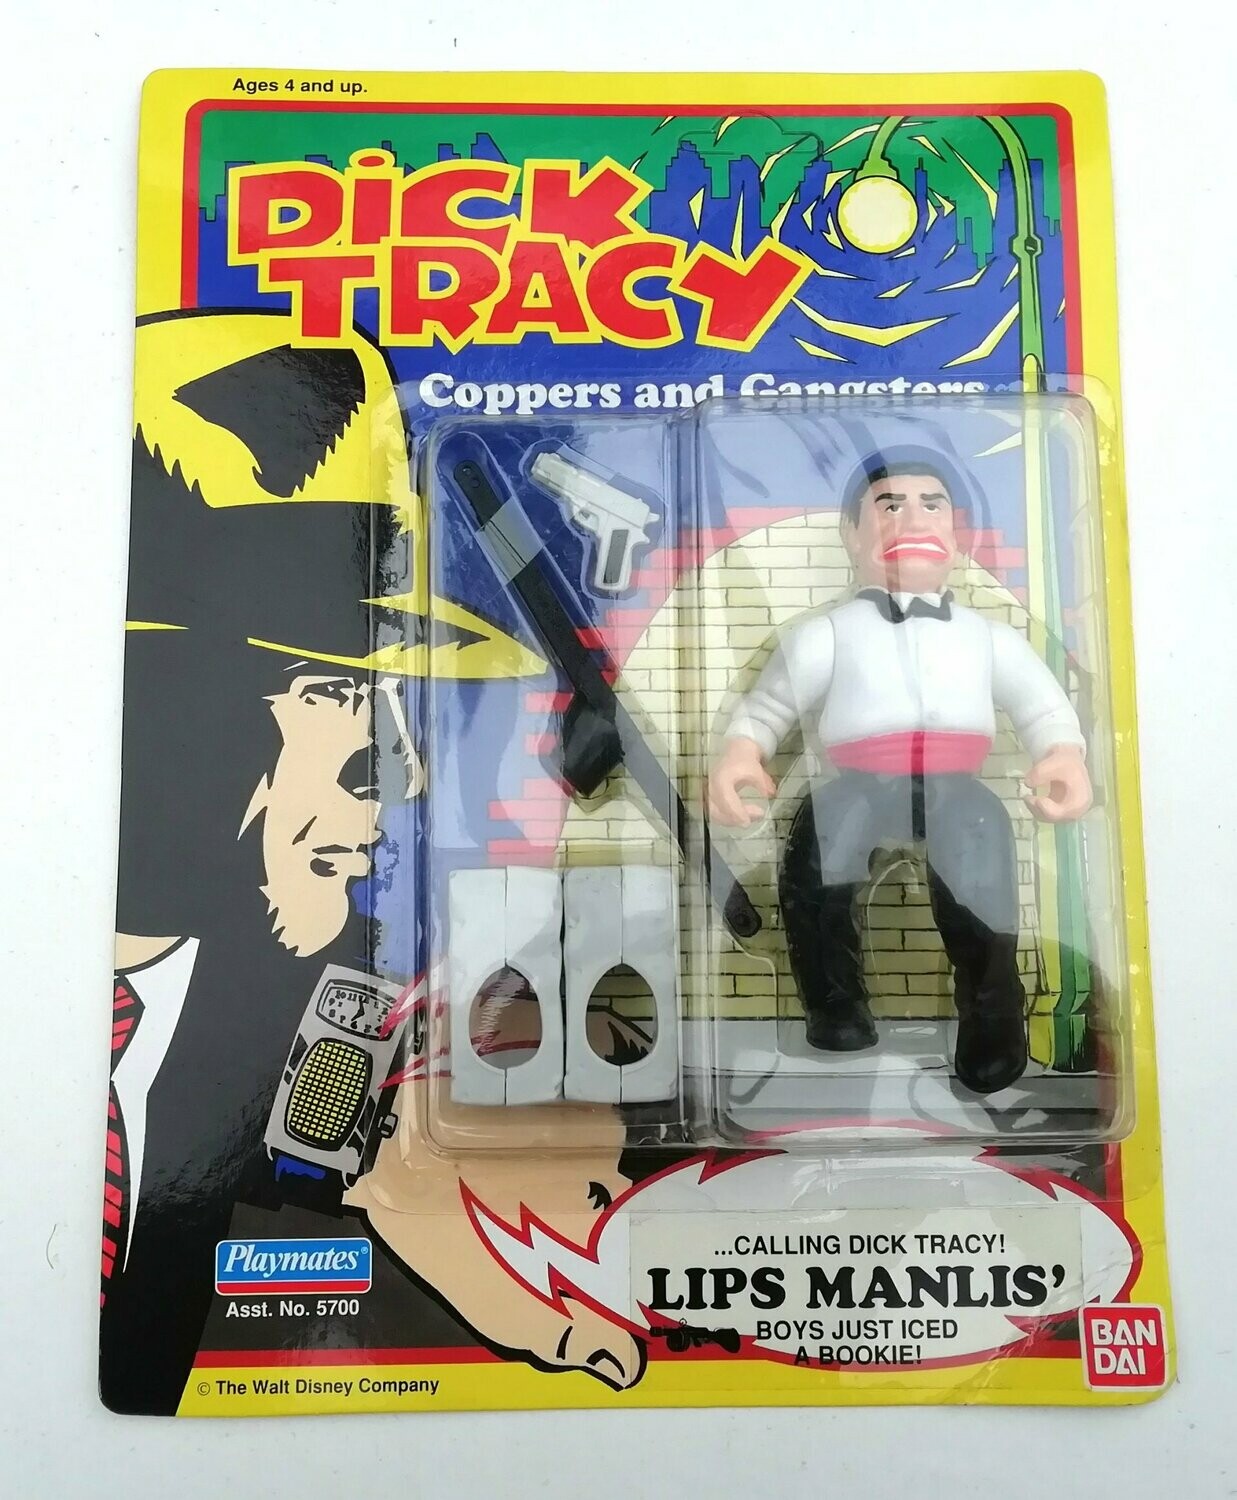 Ages 4 and up.
DiCK
TRACY
Coppers and Gangsters
Playmates®
Asst. No. 5700
...CALLING DICK TRACY!
LIPS MANLIS'
BOYS JUST ICED
A BOOKIE!
BAN
DAI
© The Walt Disney Company